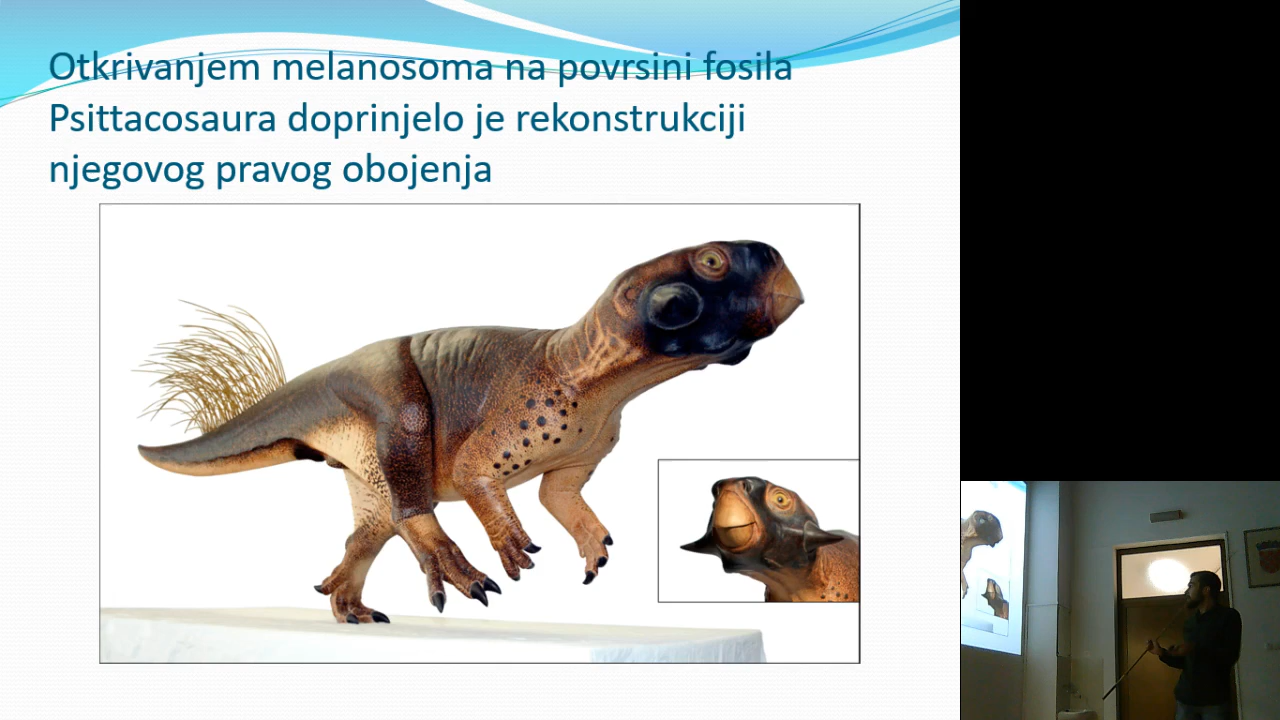 Otkrivanjem melanosoma na povrsini fosila
Psittacosaura doprinjelo je rekonstrukciji
njegovog pravog obojenja